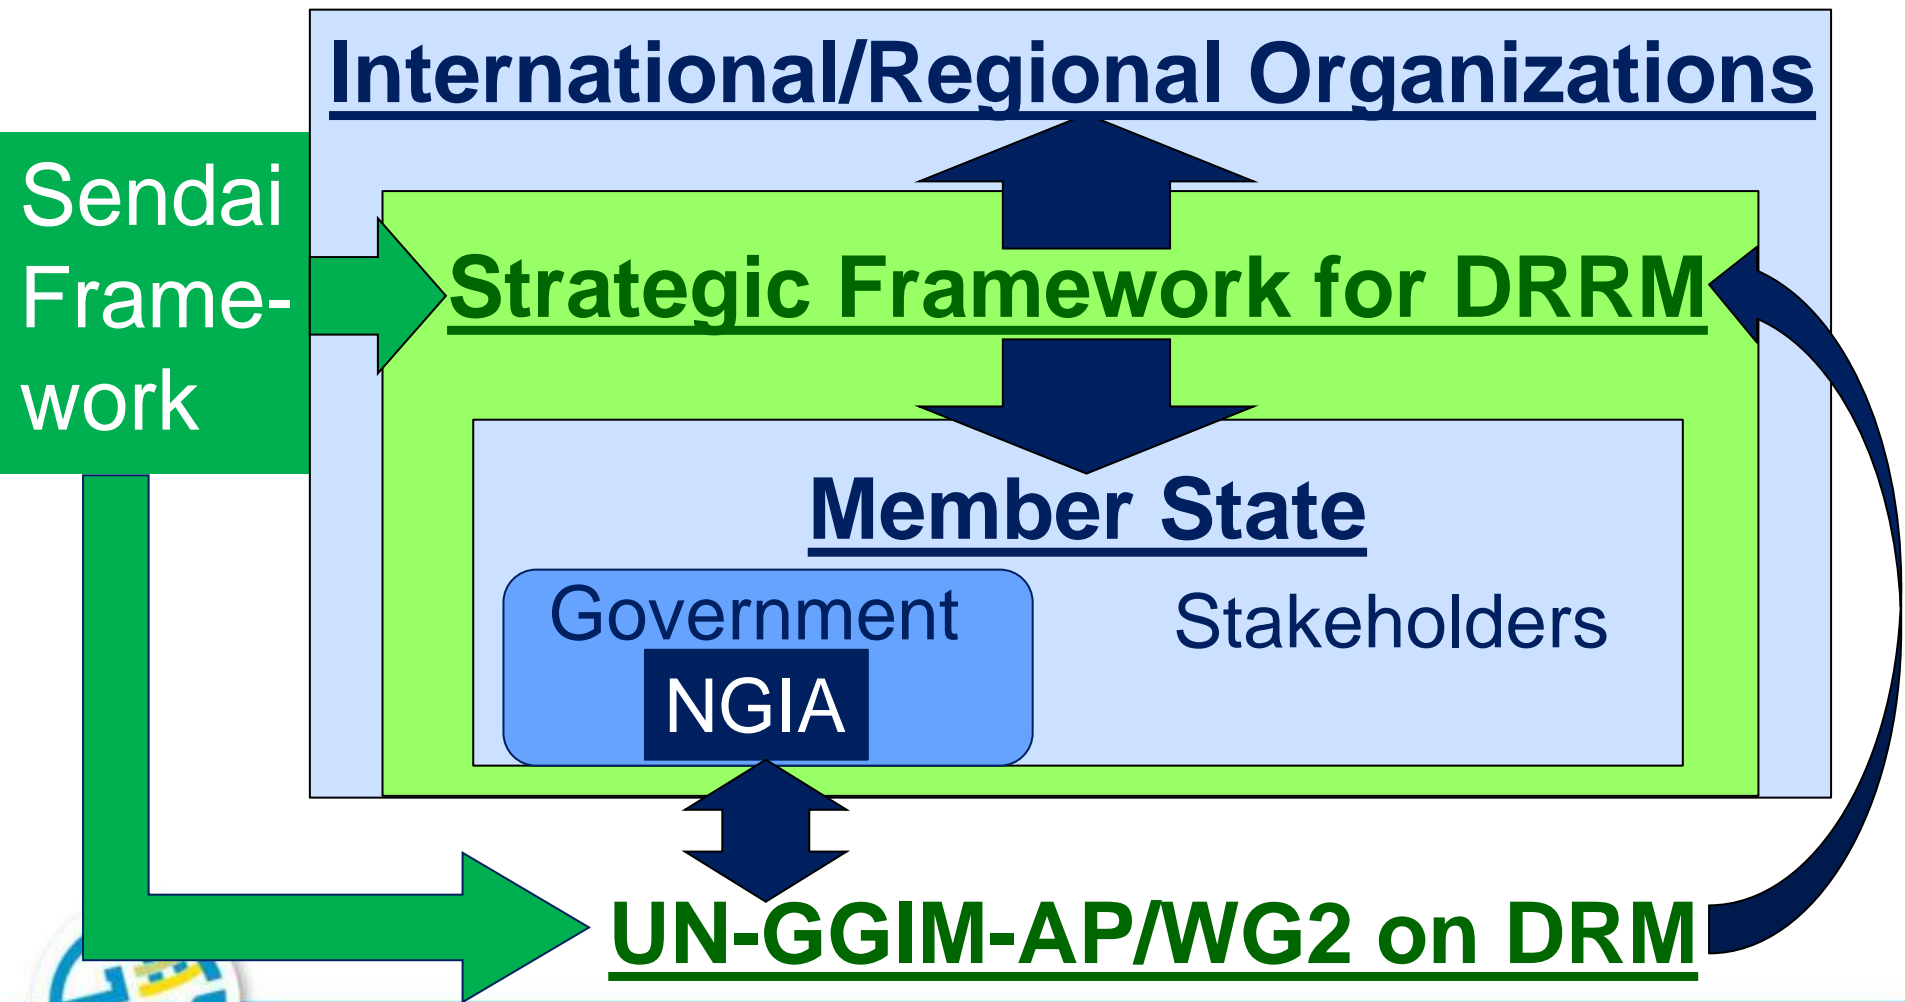 International/Regional Organizations
Sendai
Frame-
work
Strategic Framework for DRRM
Member State
Government
Stakeholders
NGIA
UN-GGIM-AP/WG2 on DRM